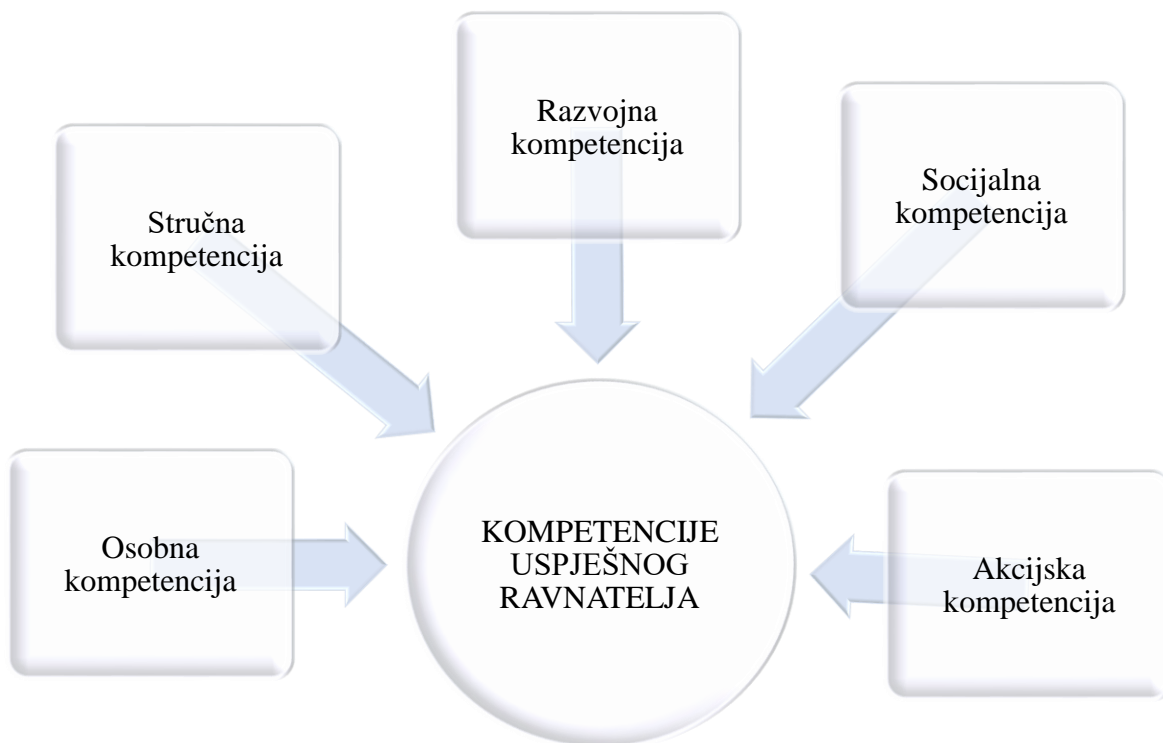 Razvojna
kompetencija
Stručna
kompetencija
Socijalna
kompetencija
Osobna
kompetencija
KOMPETENCIJE
USPJEŠNOG
RAVNATELJA
Akcijska
kompetencija